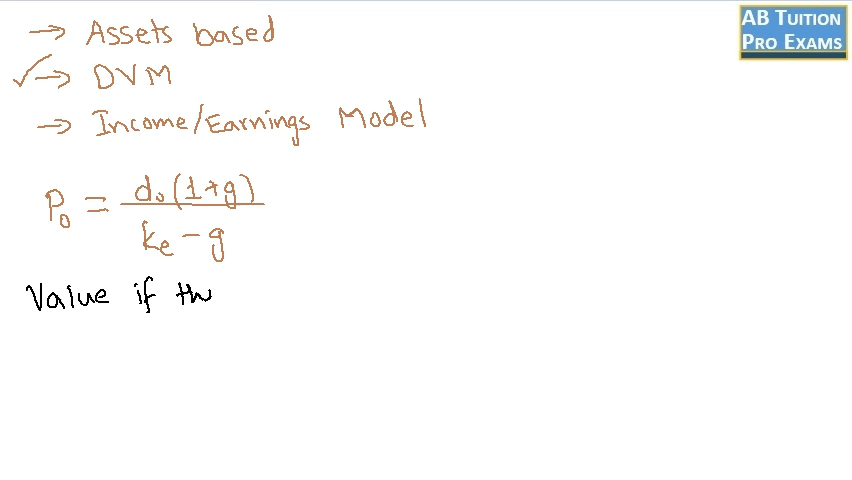 → Assets based
✓→ DVM
→ Income/Earnings Model
P₀ = d₀(1+g) / kₑ - g
Value if th
AB TUITION
PRO EXAMS